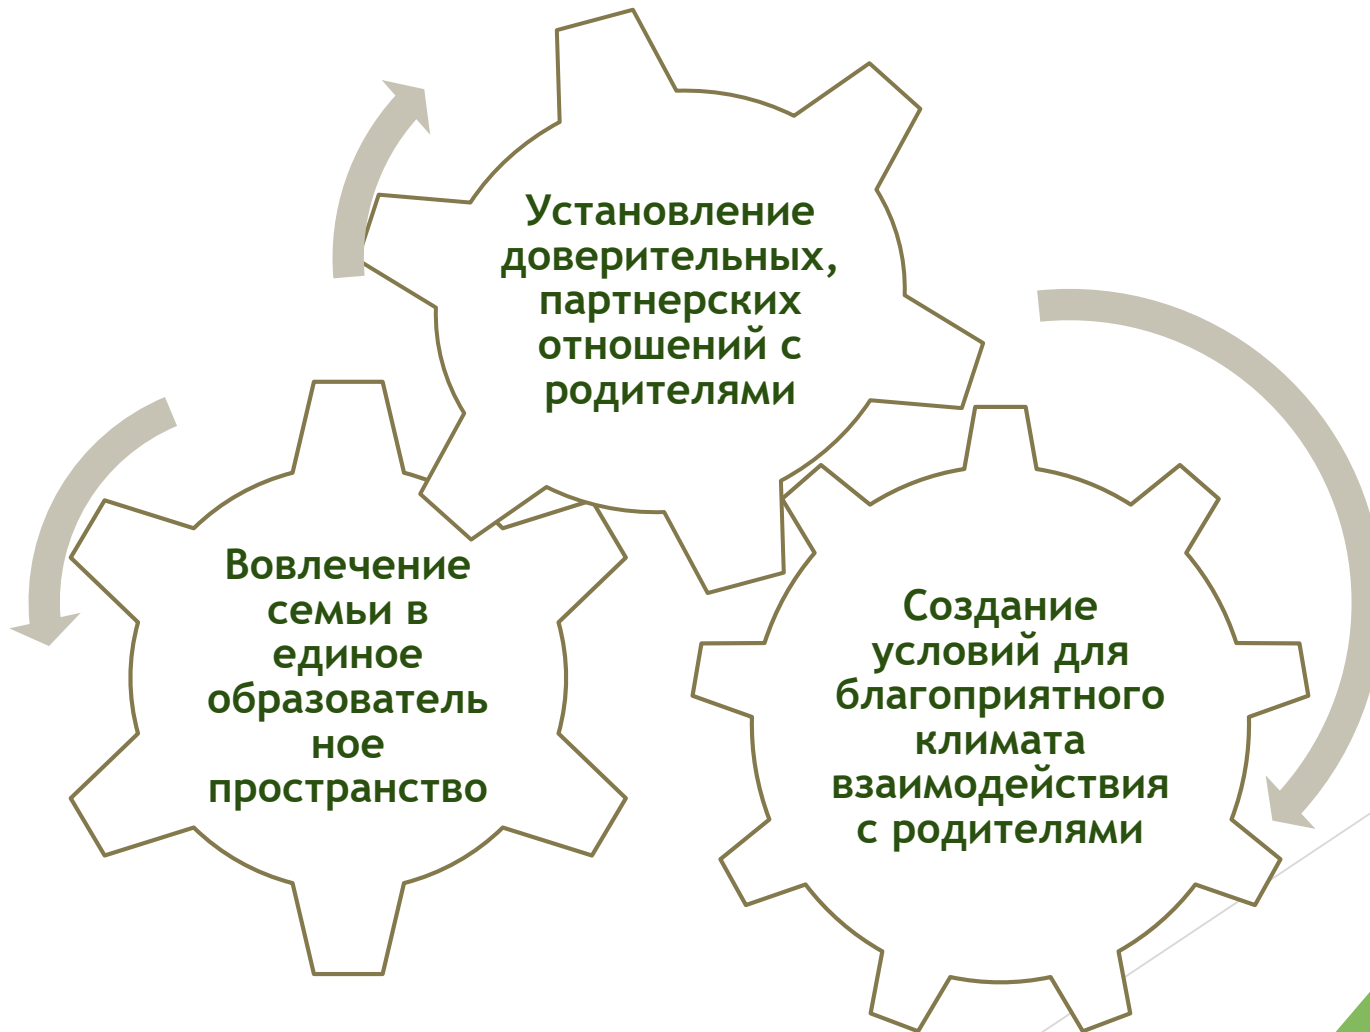 Установление
доверительных,
партнерских
отношений с
родителями
Вовлечение
семьи в
единое
образователь
ное
пространство
Создание
условий для
благоприятного
климата
взаимодействия
с родителями